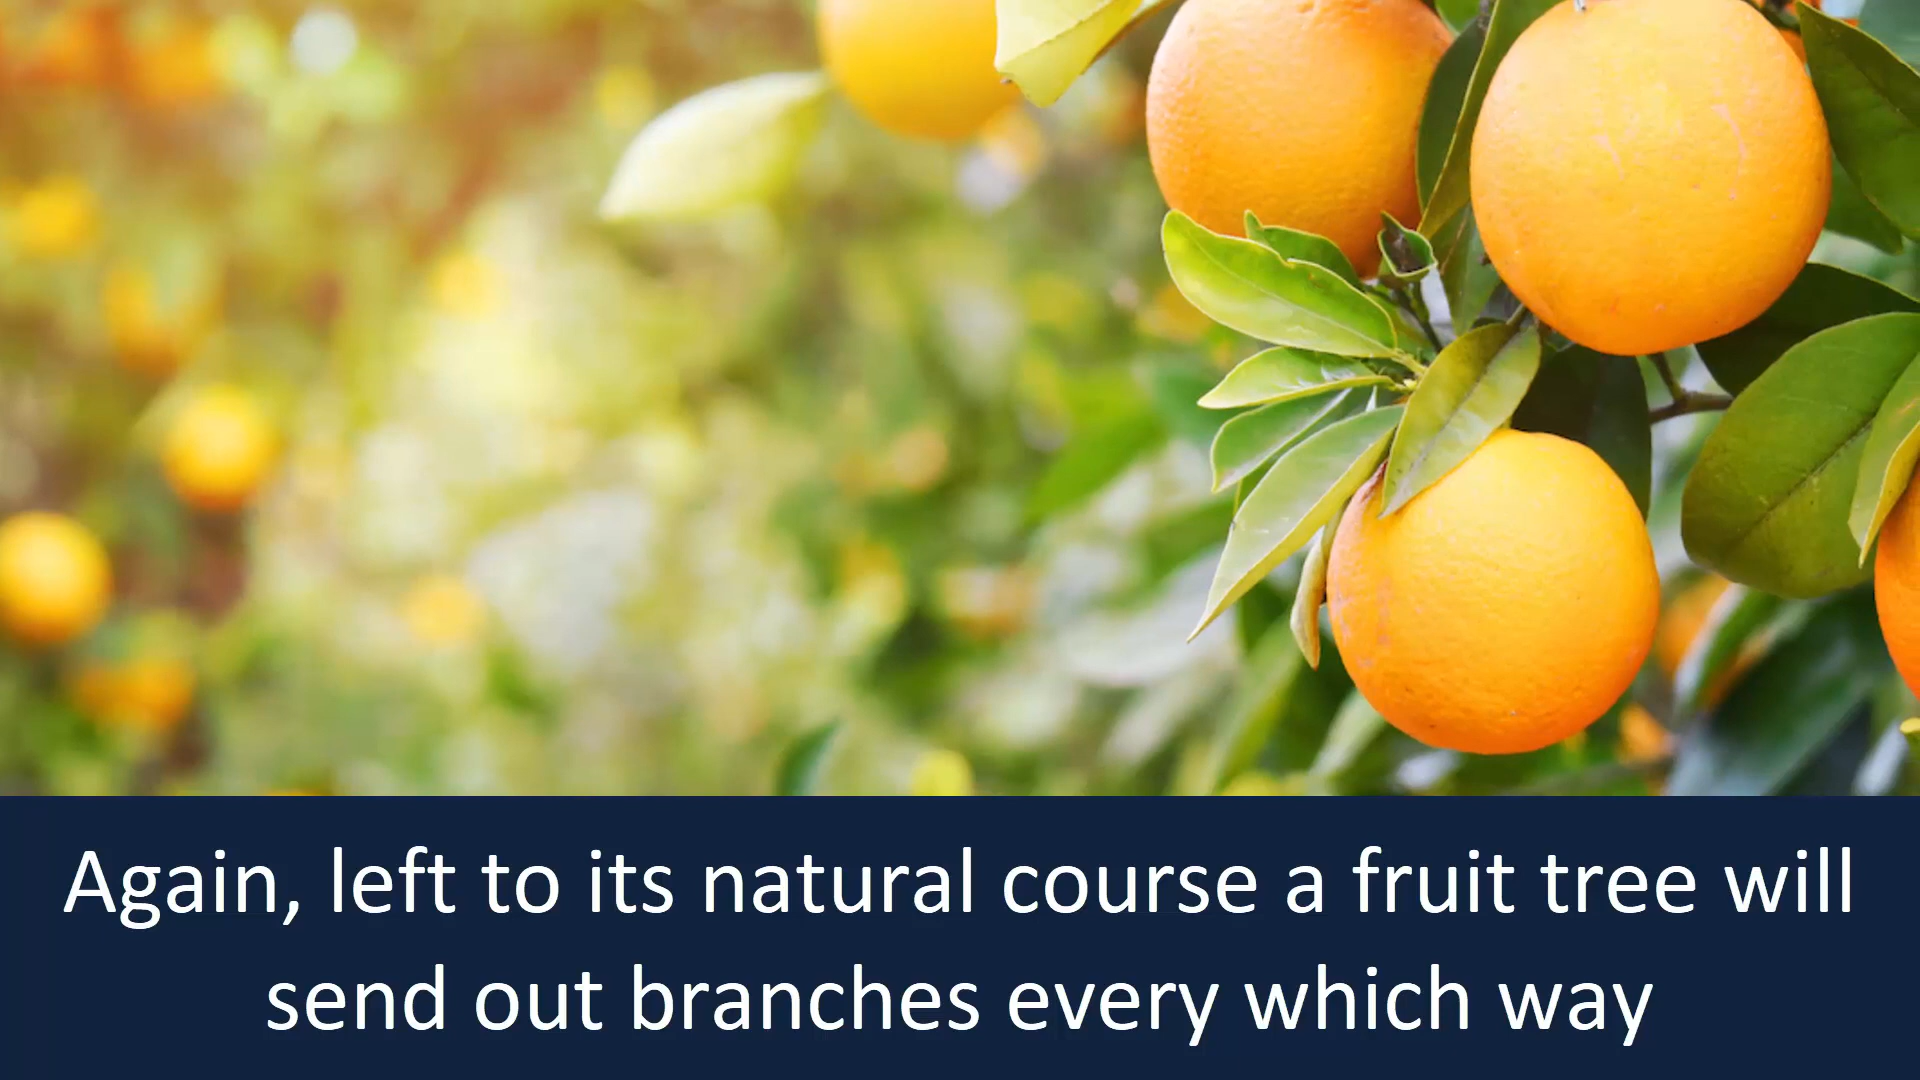 Again, left to its natural course a fruit tree will
send out branches every which way